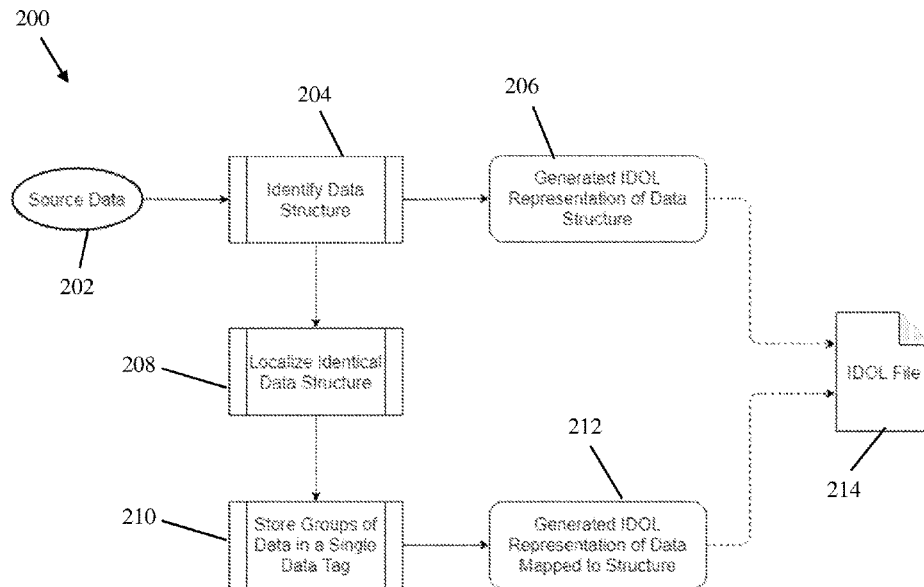 200
204
206
Source Data
Identify Data
Structure
Generated IDOL
Representation of Data
Structure
202
208
Localize Identical
Data Structure
IDOL File
212
214
210
Store Groups of
Data in a Single
Data Tag
Generated IDOL
Representation of Data
Mapped to Structure